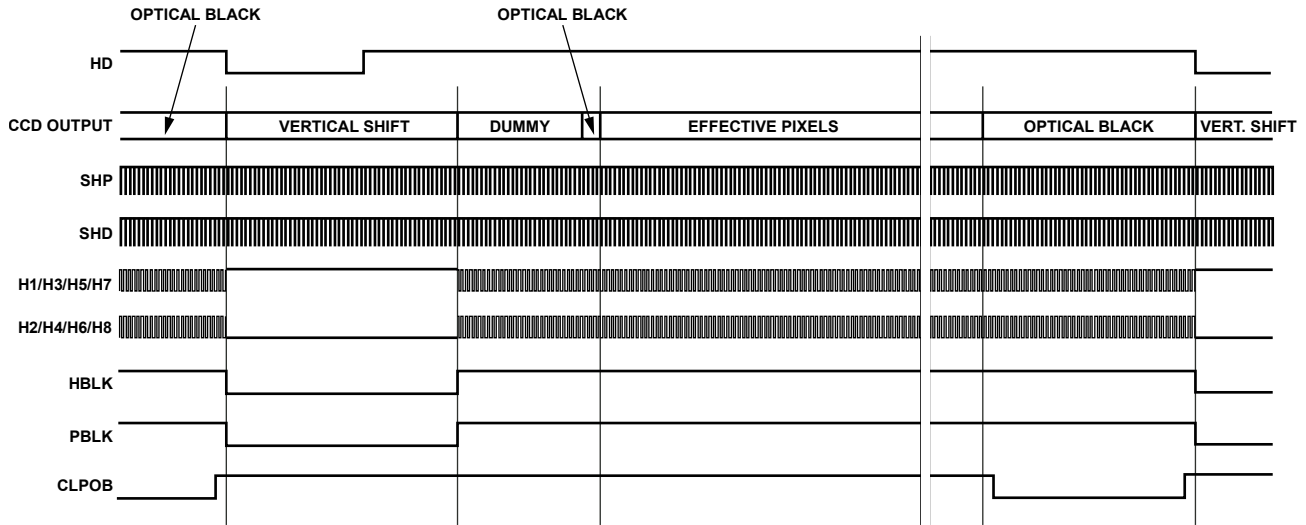 OPTICAL BLACK OPTICAL BLACK
HD
CCD OUTPUT VERTICAL SHIFT DUMMY EFFECTIVE PIXELS OPTICAL BLACK VERT. SHIFT
SHP
SHD
H1/H3/H5/H7
H2/H4/H6/H8
HBLK
PBLK
CLPOB